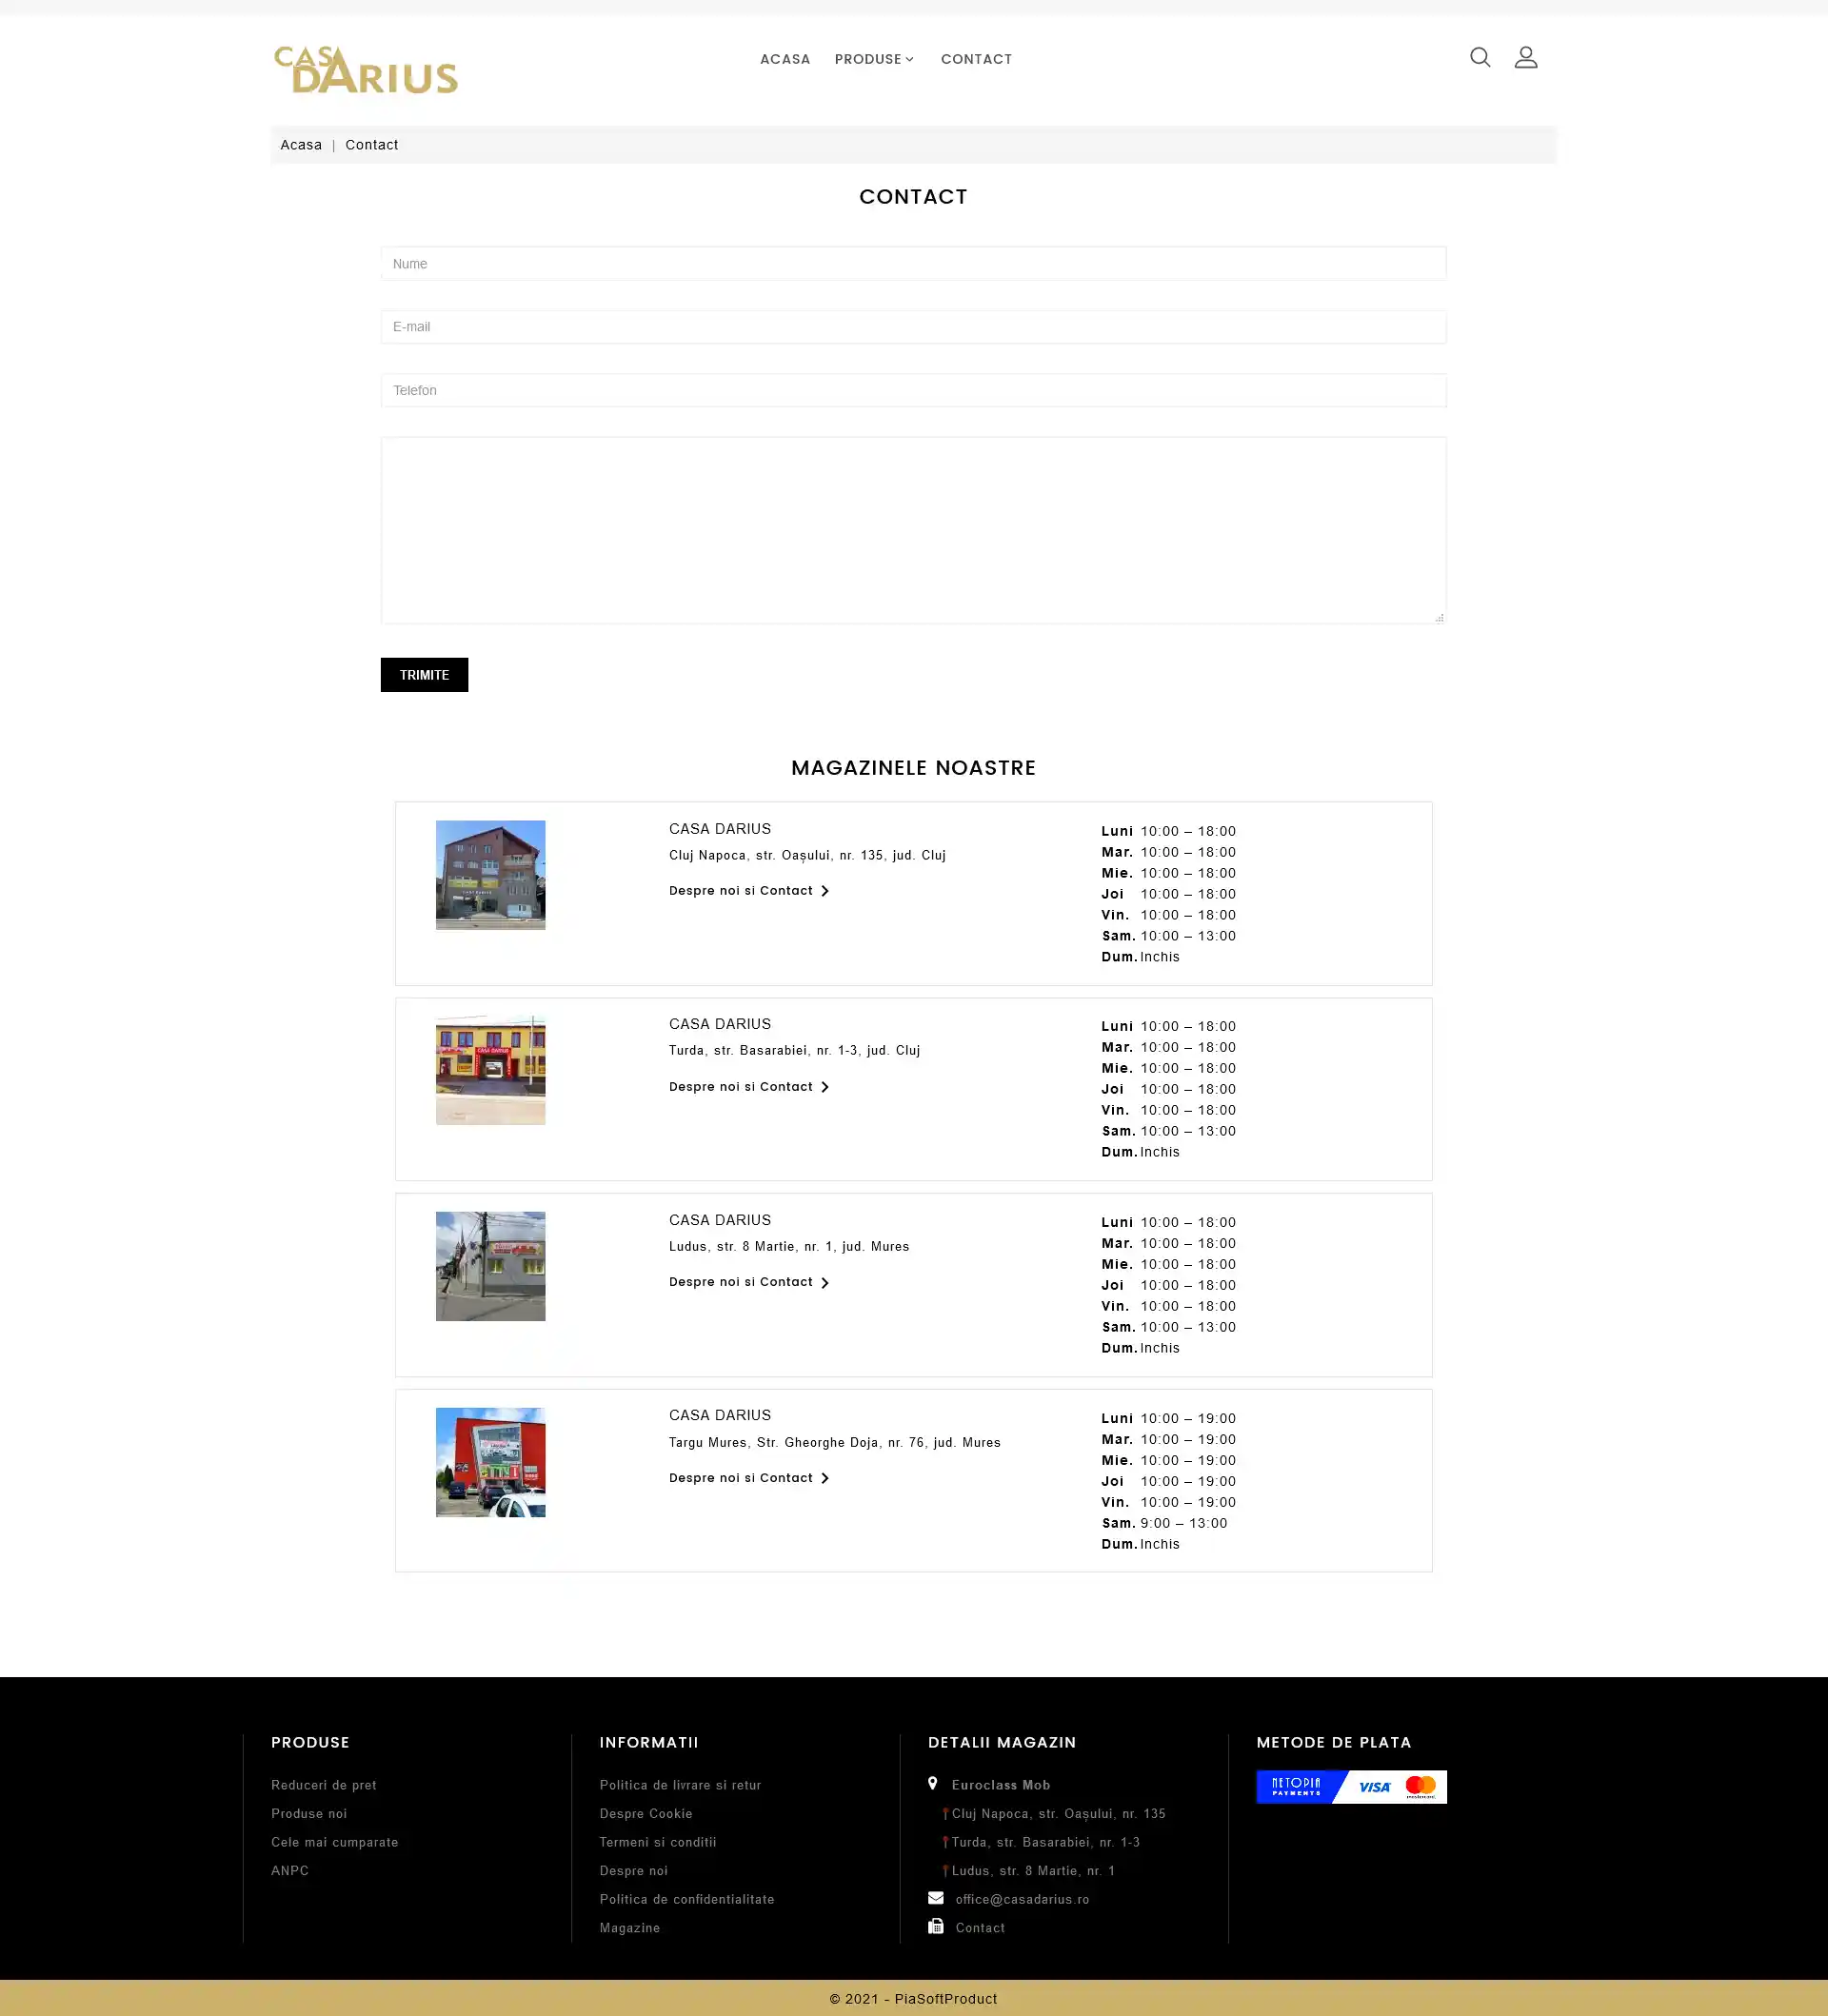 CASA
DARIUS
ACASA PRODUSE CONTACT
Acasa | Contact
CONTACT
Nume
E-mail
Telefon
TRIMITE
MAGAZINELE NOASTRE
CASA DARIUS
Cluj Napoca, str. Oașului, nr. 135, jud. Cluj
Despre noi si Contact
Luni 10:00 – 18:00
Mar. 10:00 – 18:00
Mie. 10:00 – 18:00
Joi 10:00 – 18:00
Vin. 10:00 – 18:00
Sam. 10:00 – 13:00
Dum. Inchis
CASA DARIUS
CASA DARIUS
Turda, str. Basarabiei, nr. 1-3, jud. Cluj
Despre noi si Contact
Luni 10:00 – 18:00
Mar. 10:00 – 18:00
Mie. 10:00 – 18:00
Joi 10:00 – 18:00
Vin. 10:00 – 18:00
Sam. 10:00 – 13:00
Dum. Inchis
CASA DARIUS
Ludus, str. 8 Martie, nr. 1, jud. Mures
Despre noi si Contact
Luni 10:00 – 18:00
Mar. 10:00 – 18:00
Mie. 10:00 – 18:00
Joi 10:00 – 18:00
Vin. 10:00 – 18:00
Sam. 10:00 – 13:00
Dum. Inchis
CASA DARIUS
Targu Mures, Str. Gheorghe Doja, nr. 76, jud. Mures
Despre noi si Contact
Luni 10:00 – 19:00
Mar. 10:00 – 19:00
Mie. 10:00 – 19:00
Joi 10:00 – 19:00
Vin. 10:00 – 19:00
Sam. 9:00 – 13:00
Dum. Inchis
PRODUSE
Reduceri de pret
Produse noi
Cele mai cumparate
ANPC
INFORMATII
Politica de livrare si retur
Despre Cookie
Termeni si conditii
Despre noi
Politica de confidentialitate
Magazine
DETALII MAGAZIN
Euroclass Mob
Cluj Napoca, str. Oașului, nr. 135
Turda, str. Basarabiei, nr. 1-3
Ludus, str. 8 Martie, nr. 1
office@casadarius.ro
Contact
METODE DE PLATA
NETOPIA
PAYMENTS
VISA
mastercard
© 2021 - PiaSoftProduct